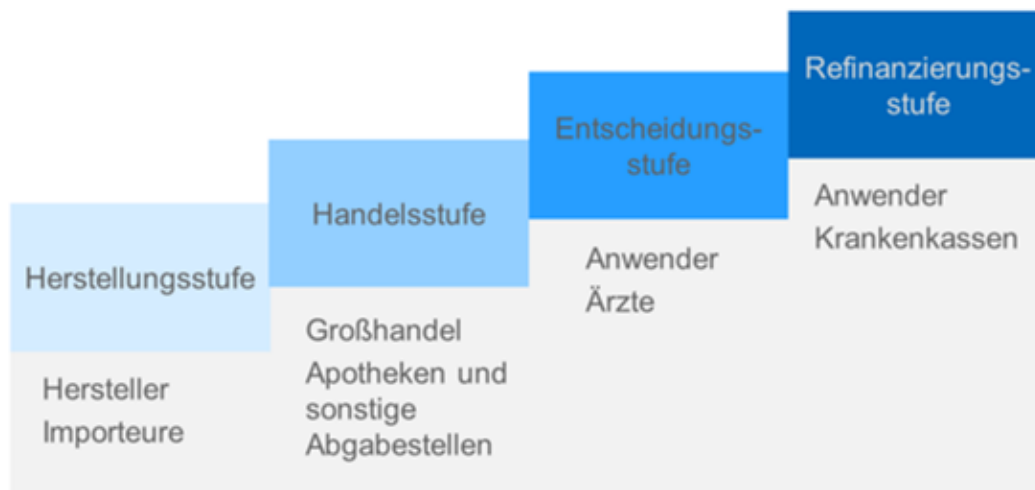 Herstellungsstufe
Hersteller
Importeure
Handelsstufe
Großhandel
Apotheken und
sonstige
Abgabestellen
Entscheidungs-
stufe
Anwender
Ärzte
Refinanzierungs-
stufe
Anwender
Krankenkassen